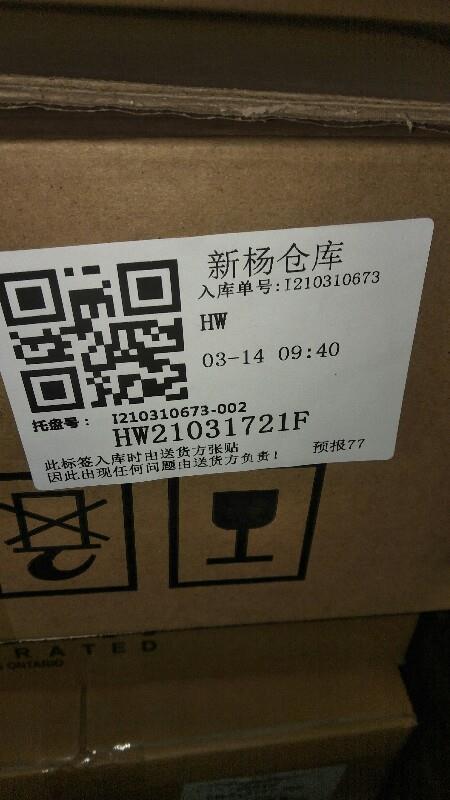 新杨仓库
入库单号:I210310673
HW
03-14 09:40
托盘号： I210310673-002
HW21031721F
此标签入库时由送货方张贴
预报77
因此出现任何问题由送货方负责！
RATED
ONTARIO